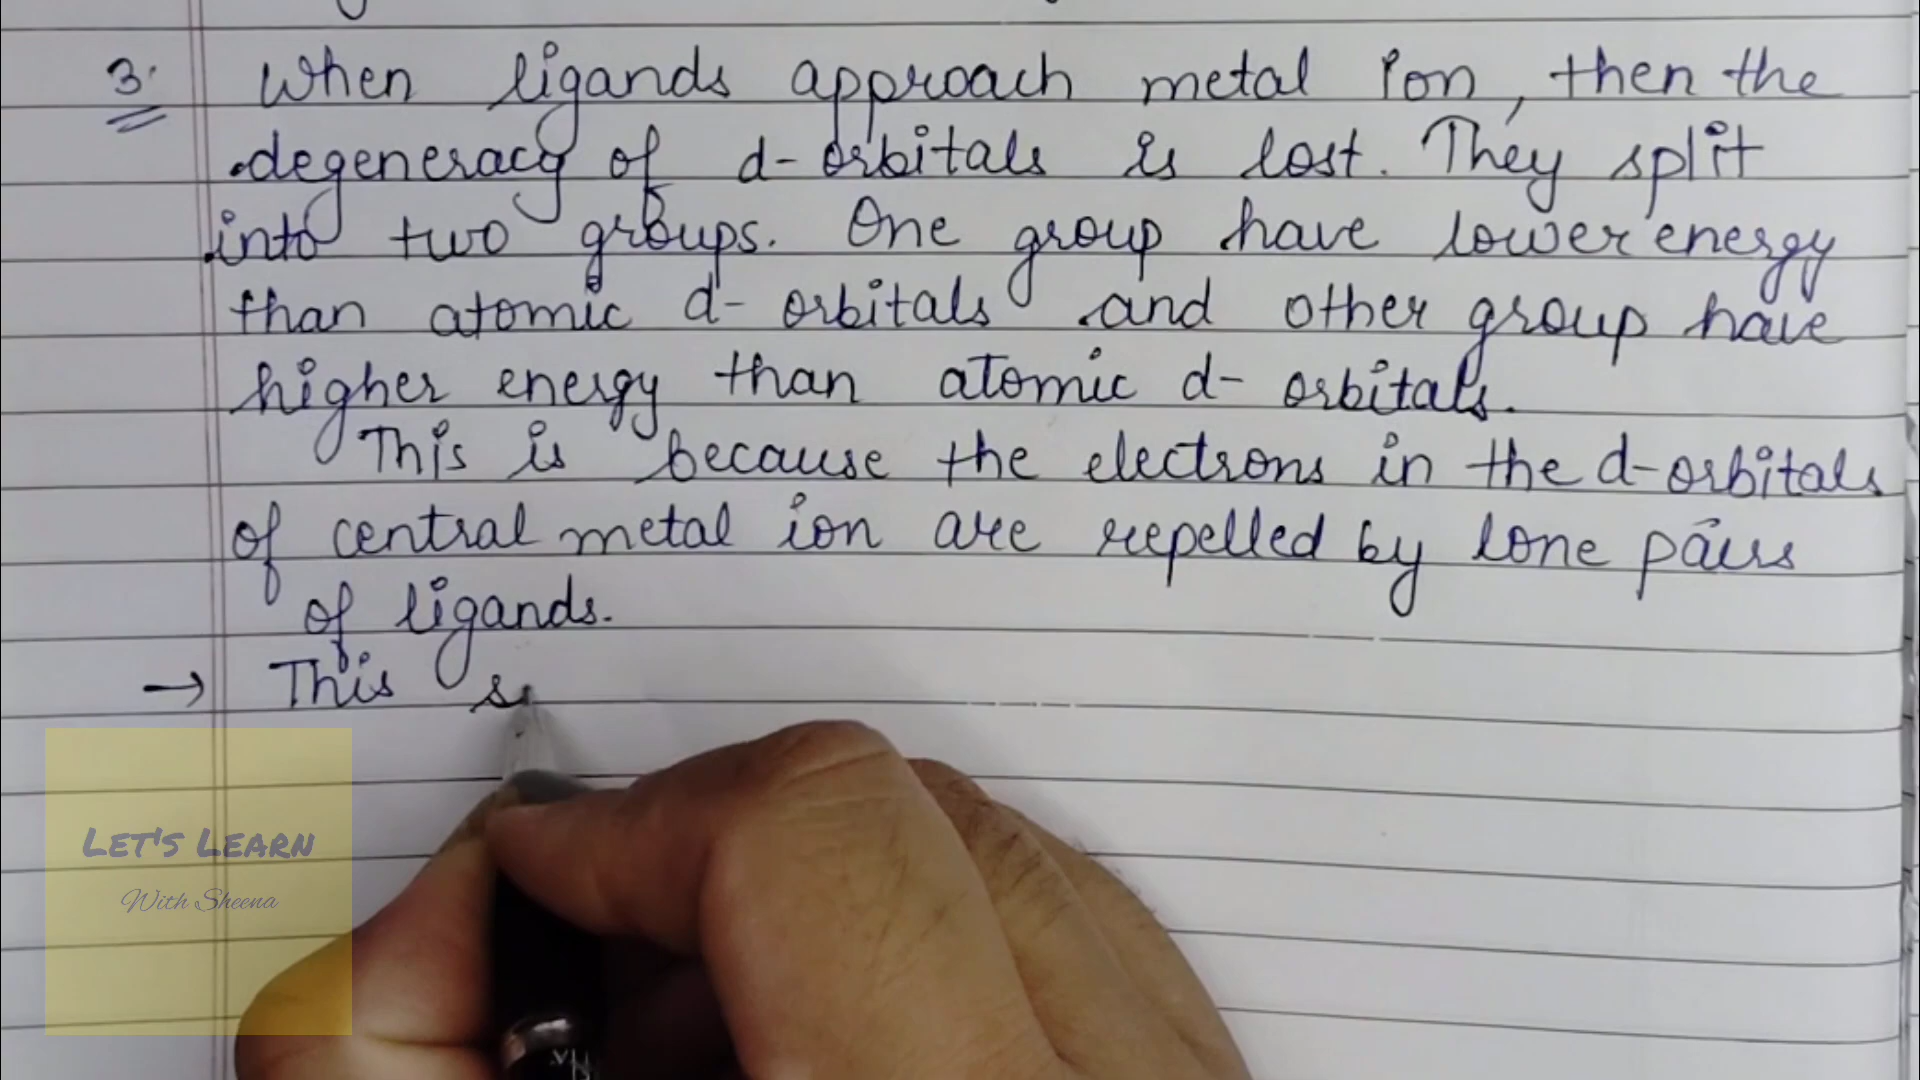 3. When ligands approach metal ion, then the
degeneracy of d-orbitals is lost. They split
into two groups. One group have lower energy
than atomic d-orbitals and other group have
higher energy than atomic d-orbitals.
This is because the electrons in the d-orbitals
of central metal ion are repelled by lone pairs
of ligands.
→ This
LET'S LEARN
With Sheena